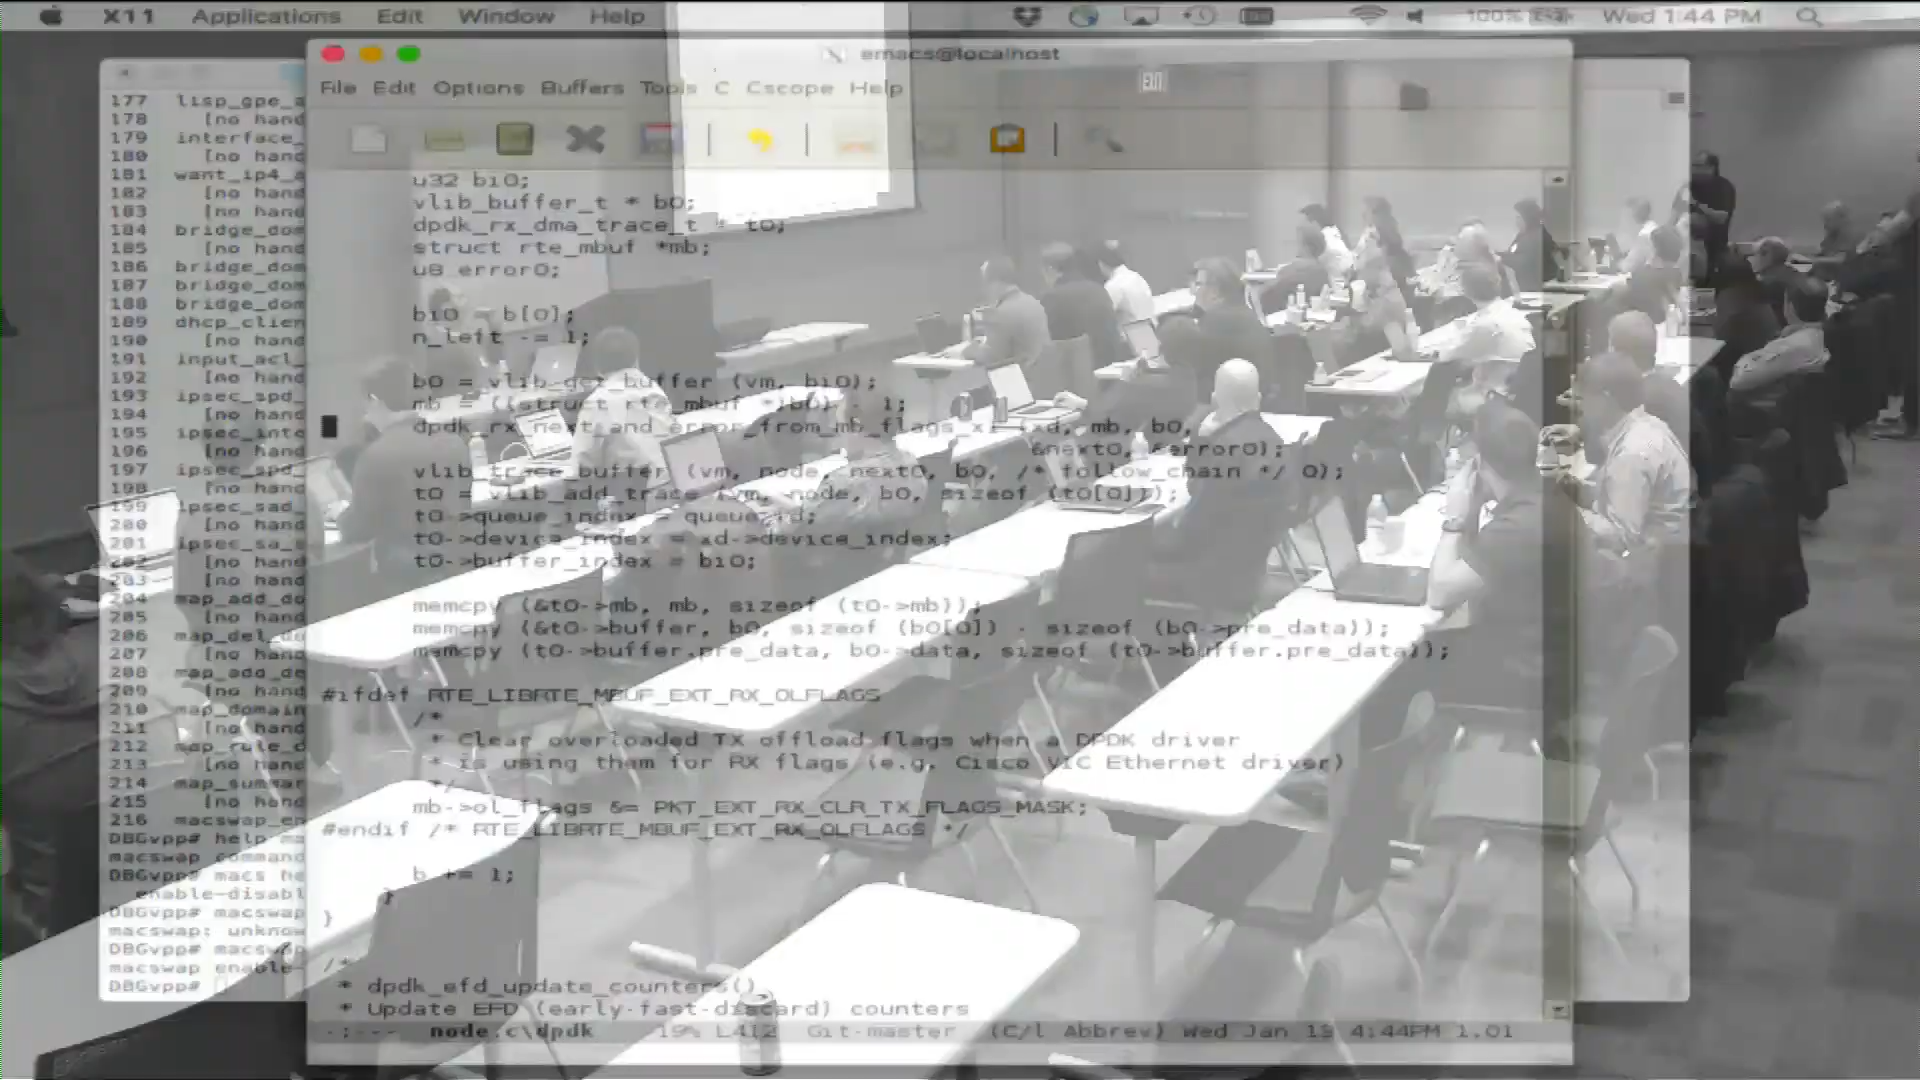 X11 Applications Edit Window Help 100% Wed 1:44 PM
emacs@localhost
EXIT
File Edit Options Buffers Tools C Cscope Help
177 lisp_gpe_a
178 [no hand
179 interface_
180 [no hand
181 want_ip4_a
182 [no hand
183 [no hand
184 bridge_dom
185 [no hand
186 bridge_dom
187 bridge_dom
188 bridge_dom
189 dhcp_clien
190 [no hand
191 input_acl_
192 [no hand
193 ipsec_spd_
194 [no hand
195 ipsec_inte
196 [no hand
197 ipsec_spd_
198 [no hand
199 ipsec_sad_
200 [no hand
201 ipsec_sa_s
202 [no hand
203 [no hand
204 map_add_do
205 [no hand
206 map_del_do
207 [no hand
208 map_add_de
209 [no hand
210 map_domain
211 [no hand
212 map_rule_d
213 [no hand
214 map_summar
215 [no hand
216 macswap_en
DBGvpp# help ma
macswap command
DBGvpp# macs he
enable-disabl
DBGvpp# macswap
macswap: unknow
DBGvpp# macswap
macswap enable-
DBGvpp#
u32 bi0;
vlib_buffer_t * b0;
dpdk_rx_dma_trace_t * t0;
struct rte_mbuf *mb;
u8 error0;
bi0 = b[0];
n_left -= 1;
b0 = vlib_get_buffer (vm, bi0);
mb = ((struct rte_mbuf *)b0) - 1;
dpdk_rx_next_and_error_from_mb_flags_x1 (xd, mb, b0,
&next0, &error0);
vlib_trace_buffer (vm, node, next0, b0, /* follow_chain */ 0);
t0 = vlib_add_trace (vm, node, b0, sizeof (t0[0]));
t0->queue_index = queue_id;
t0->device_index = xd->device_index;
t0->buffer_index = bi0;
memcpy (&t0->mb, mb, sizeof (t0->mb));
memcpy (&t0->buffer, b0, sizeof (b0[0]) - sizeof (b0->pre_data));
memcpy (t0->buffer.pre_data, b0->data, sizeof (t0->buffer.pre_data));
#ifdef RTE_LIBRTE_MBUF_EXT_RX_OLFLAGS
/*
* Clear overloaded TX offload flags when a DPDK driver
* is using them for RX flags (e.g. Cisco VIC Ethernet driver)
*/
mb->ol_flags &= PKT_EXT_RX_CLR_TX_FLAGS_MASK;
#endif /* RTE_LIBRTE_MBUF_EXT_RX_OLFLAGS */
b += 1;
}
}
/*
* dpdk_efd_update_counters()
* Update EFD (early-fast-discard) counters
-:--- node.c\dpdk 19% L412 Git-master (C/l Abbrev) Wed Jan 13 4:44PM 1.01